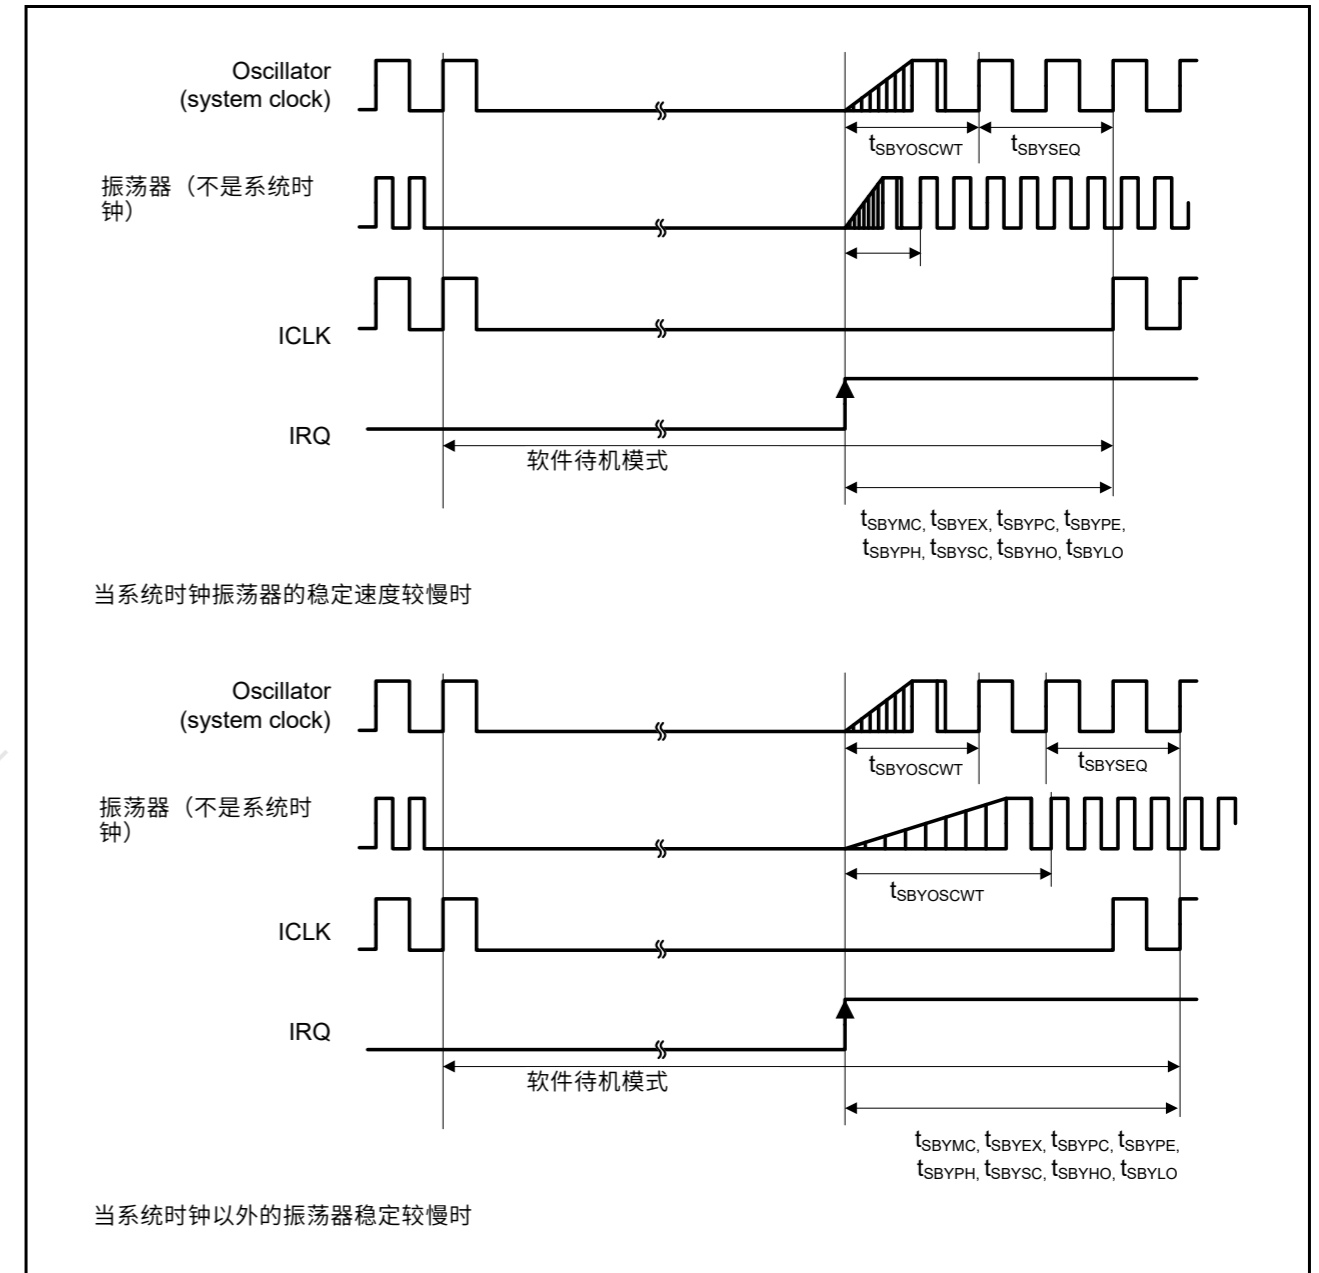 Oscillator
(system clock)
tSBYOSCWT
tSBYSEQ
振荡器（不是系统时
钟）
ICLK
IRQ
软件待机模式
tSBYMC, tSBYEX, tSBYPC, tSBYPE,
tSBYPH, tSBYSC, tSBYHO, tSBYLO
当系统时钟振荡器的稳定速度较慢时
Oscillator
(system clock)
tSBYOSCWT
tSBYSEQ
振荡器（不是系统时
钟）
tSBYOSCWT
ICLK
IRQ
软件待机模式
tSBYMC, tSBYEX, tSBYPC, tSBYPE,
tSBYPH, tSBYSC, tSBYHO, tSBYLO
当系统时钟以外的振荡器稳定较慢时